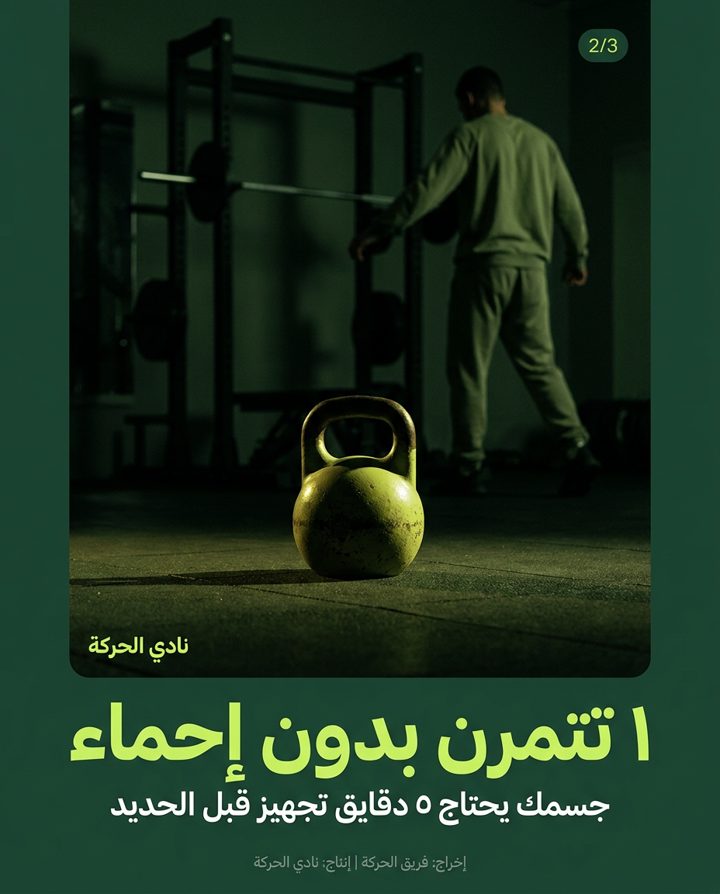 2/3
نادي الحركة
١ تتمرن بدون إحماء
جسمك يحتاج ٥ دقايق تجهيز قبل الحديد
إخراج: فريق الحركة | إنتاج: نادي الحركة